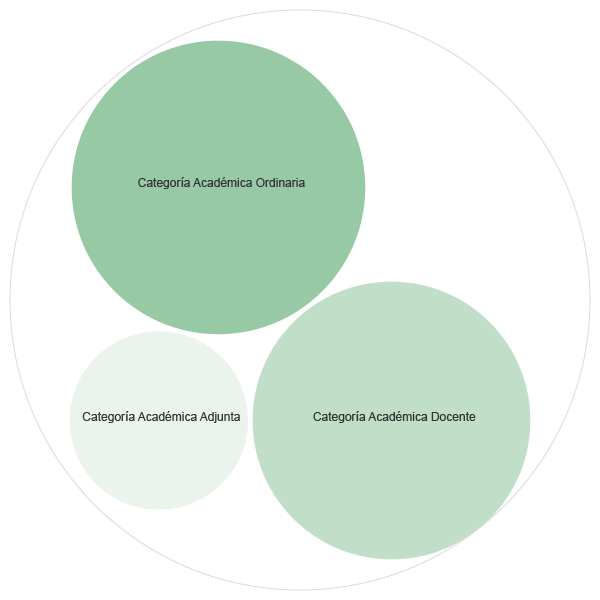 Categoría Académica Ordinaria
Categoría Académica Adjunta
Categoría Académica Docente